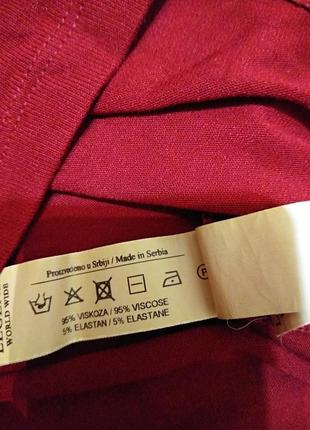 WORLD WIDE
Proizvedeno u Srbiji / Made in Serbia
P
95% VISKOZA / 95% VISCOSE
5% ELASTAN / 5% ELASTANE